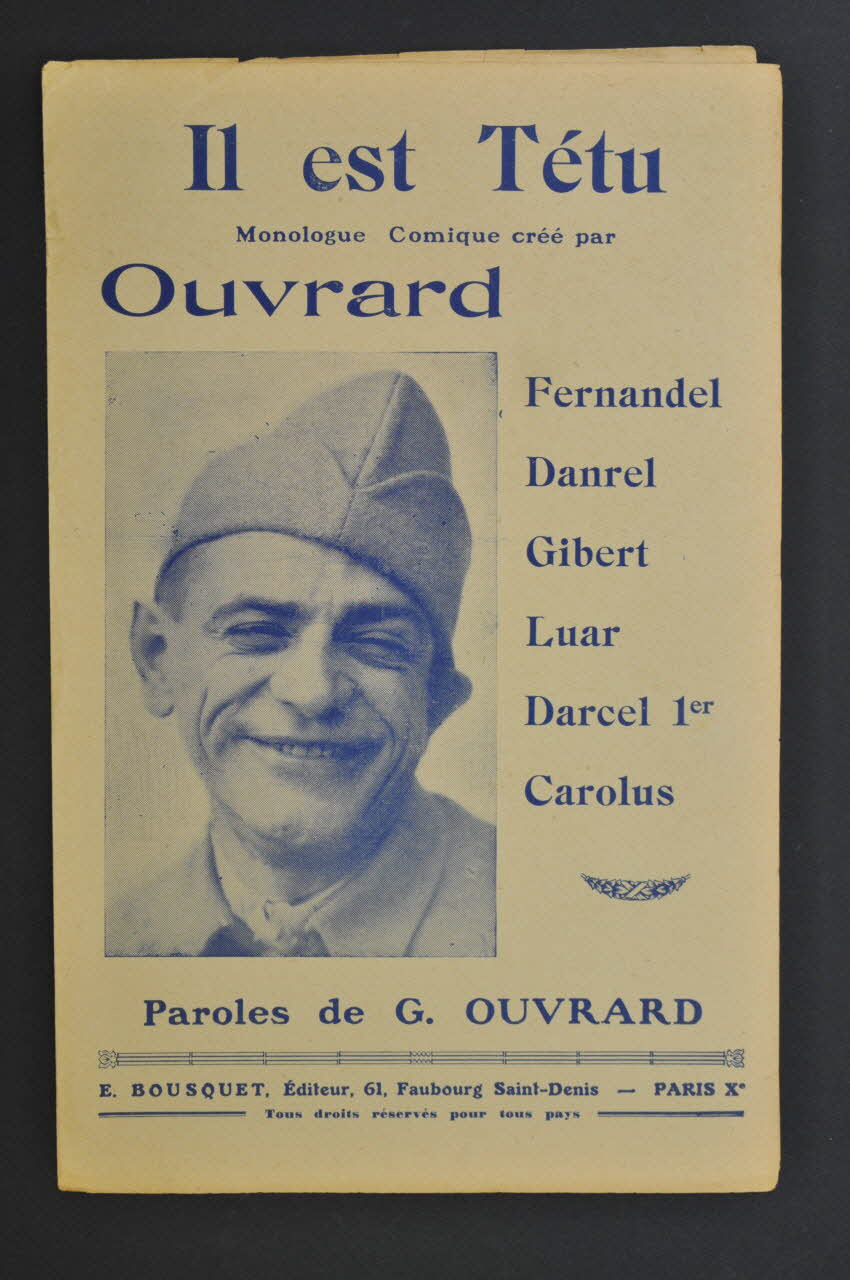 Il est Tétu
Monologue Comique créé par
Ouvrard
Fernandel
Danrel
Gibert
Luar
Darcel 1er
Carolus
Paroles de G. OUVRARD
E. BOUSQUET, Éditeur, 61, Faubourg Saint-Denis — PARIS Xe
Tous droits réservés pour tous pays